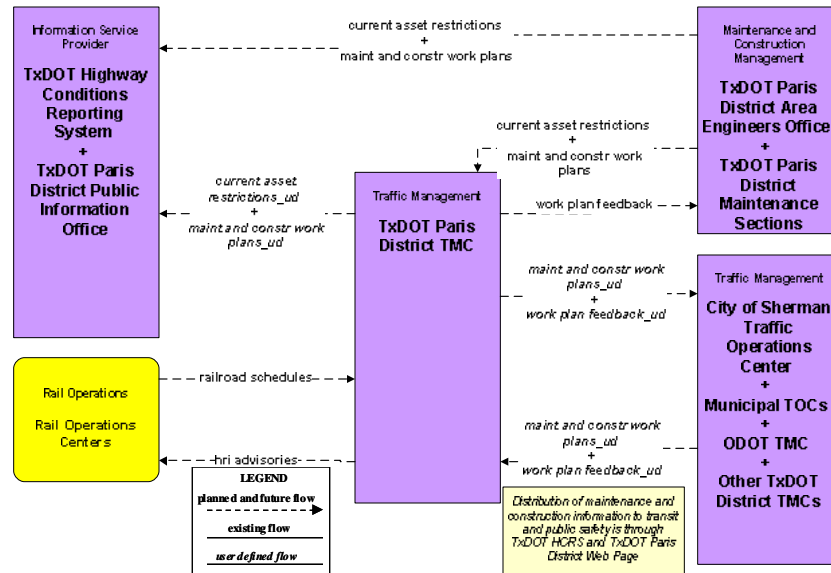 Information Service
Provider
TxDOT Highway
Conditions
Reporting
System
+
TxDOT Paris
District Public
Information
Office
current asset restrictions
+
maint and constr work plans
Maintenance and
Construction
Management
TxDOT Paris
District Area
Engineers Office
+
TxDOT Paris
District
Maintenance
Sections
current asset restrictions
+
maint and constr work
plans
current asset
restrictions_ud
+
maint and constr work
plans_ud
Traffic Management
TxDOT Paris
District TMC
work plan feedback
maint and constr work
plans_ud
+
work plan feedback_ud
Traffic Management
City of Sherman
Traffic
Operations
Center
+
Municipal TOCs
+
ODOT TMC
+
Other TxDOT
District TMCs
Rail Operations
Rail Operations
Centers
railroad schedules
hri advisories
maint and constr work
plans_ud
+
work plan feedback_ud
LEGEND
planned and future flow
existing flow
user defined flow
Distribution of maintenance and
construction information to transit
and public safety is through
TxDOT HCRS and TxDOT Paris
District Web Page